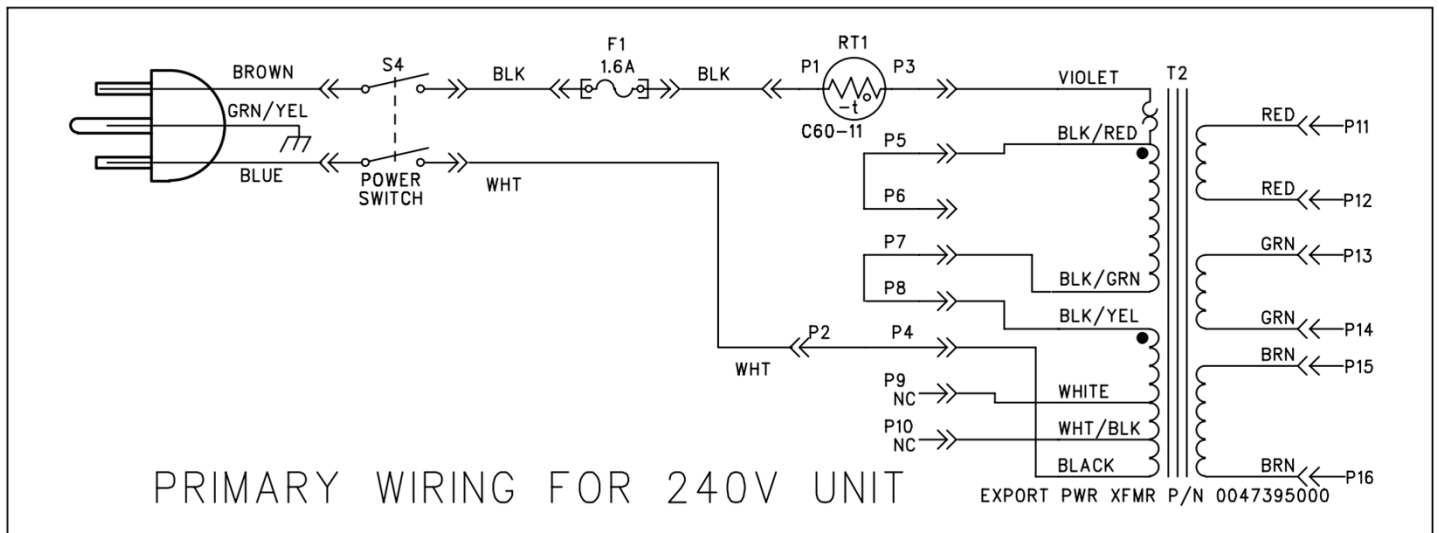 BROWN
GRN/YEL
BLUE
S4
POWER
SWITCH
BLK
WHT
F1
1.6A
BLK
RT1
P1
P3
-t
C60-11
VIOLET
T2
P5
BLK/RED
P6
P7
BLK/GRN
P8
BLK/YEL
P2
P4
WHT
P9
NC
WHITE
P10
NC
WHT/BLK
BLACK
RED
P11
RED
P12
GRN
P13
GRN
P14
BRN
P15
BRN
P16
PRIMARY WIRING FOR 240V UNIT
EXPORT PWR XFMR P/N 0047395000